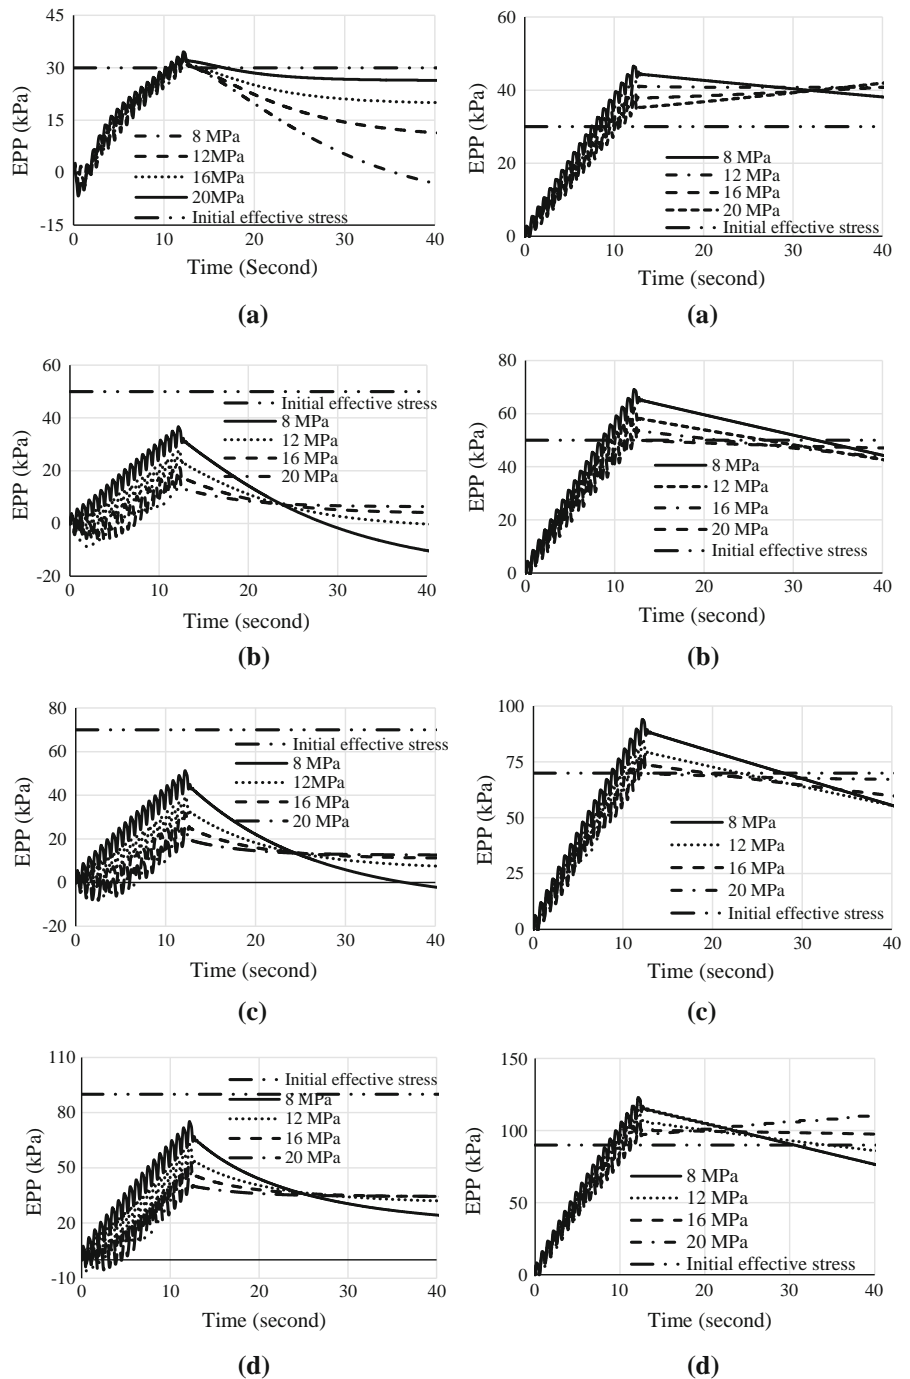 45
30
15
0
-15
EPP (kPa)
8 MPa
12MPa
16MPa
20MPa
Initial effective stress
0 10 20 30 40
Time (Second)
(a)
60
40
20
0
EPP (kPa)
8 MPa
12 MPa
16 MPa
20 MPa
Initial effective stress
0 10 20 30 40
Time (second)
(a)
60
40
20
0
-20
EPP (kPa)
Initial effective stress
8 MPa
12 MPa
16 MPa
20 MPa
0 10 20 30 40
Time (second)
(b)
80
60
40
20
0
EPP (kPa)
8 MPa
12 MPa
16 MPa
20 MPa
Initial effective stress
0 10 20 30 40
Time (second)
(b)
80
60
40
20
0
-20
EPP (kPa)
Initial effective stress
8 MPa
12MPa
16 MPa
20 MPa
0 10 20 30 40
Time (second)
(c)
100
75
50
25
0
EPP (kPa)
8 MPa
12 MPa
16 MPa
20 MPa
Initial effective stress
0 10 20 30 40
Time (second)
(c)
110
80
50
20
-10
EPP (kPa)
Initial effective stress
8 MPa
12 MPa
16 MPa
20 MPa
0 10 20 30 40
Time (second)
(d)
150
100
50
0
EPP (kPa)
8 MPa
12 MPa
16 MPa
20 MPa
Initial effective stress
0 10 20 30 40
Time (second)
(d)